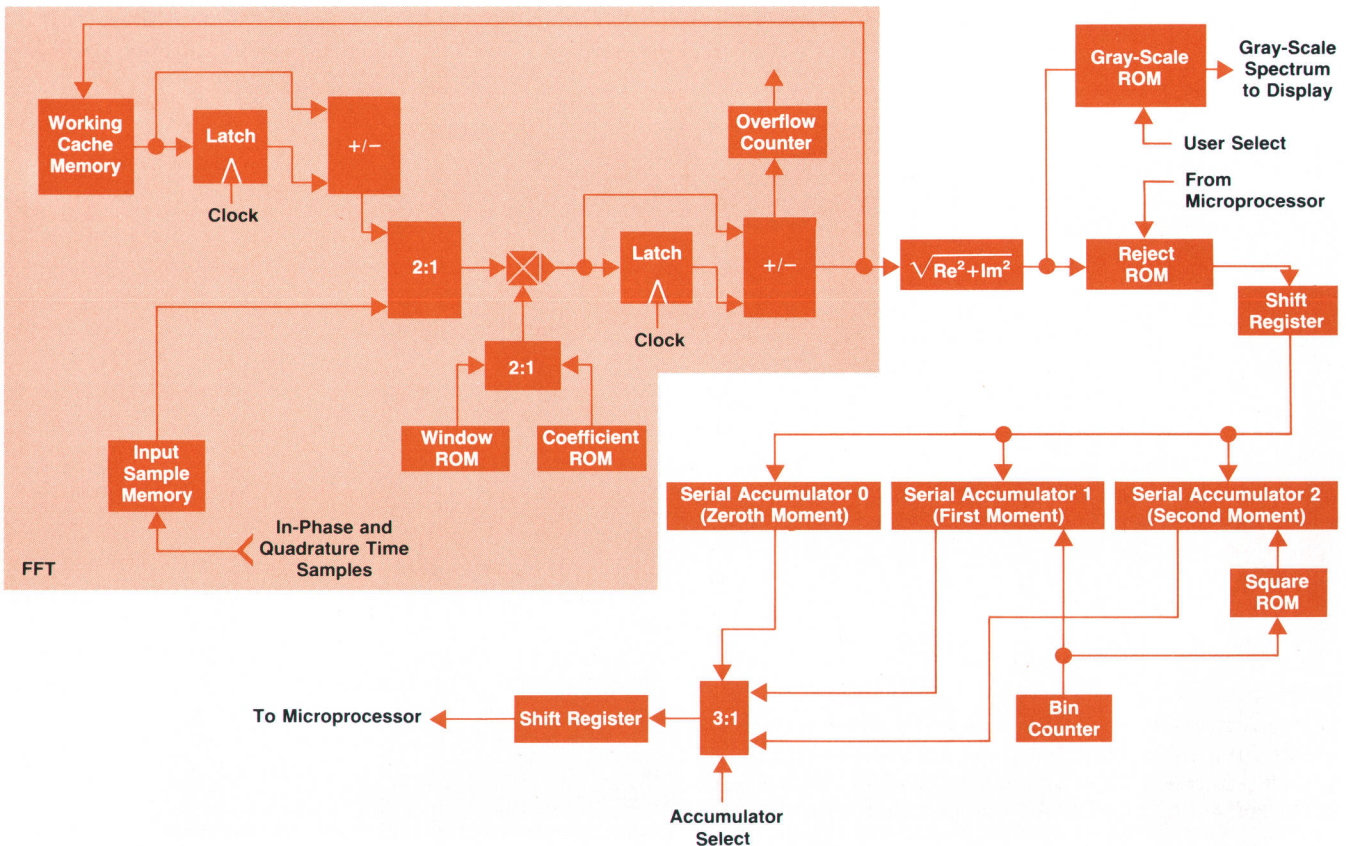 Working
Cache
Memory
Latch
Clock
+/−
Overflow
Counter
Gray-Scale
ROM
Gray-Scale
Spectrum
to Display
User Select
From
Microprocessor
2:1
Latch
Clock
+/−
√Re²+Im²
Reject
ROM
Shift
Register
2:1
Window
ROM
Coefficient
ROM
Input
Sample
Memory
In-Phase and
Quadrature Time
Samples
FFT
Serial Accumulator 0
(Zeroth Moment)
Serial Accumulator 1
(First Moment)
Serial Accumulator 2
(Second Moment)
Square
ROM
Bin
Counter
3:1
Shift Register
To Microprocessor
Accumulator
Select